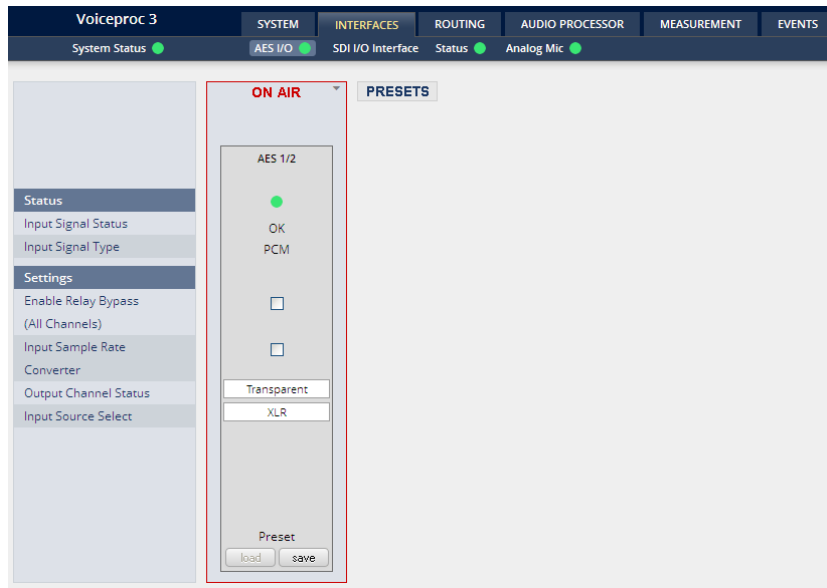 Voiceproc 3
SYSTEM INTERFACES ROUTING AUDIO PROCESSOR MEASUREMENT EVENTS
System Status AES I/O SDI I/O Interface Status Analog Mic
ON AIR PRESETS
AES 1/2
Status
Input Signal Status OK
Input Signal Type PCM
Settings
Enable Relay Bypass
(All Channels)
Input Sample Rate
Converter
Output Channel Status Transparent
Input Source Select XLR
Preset
load save